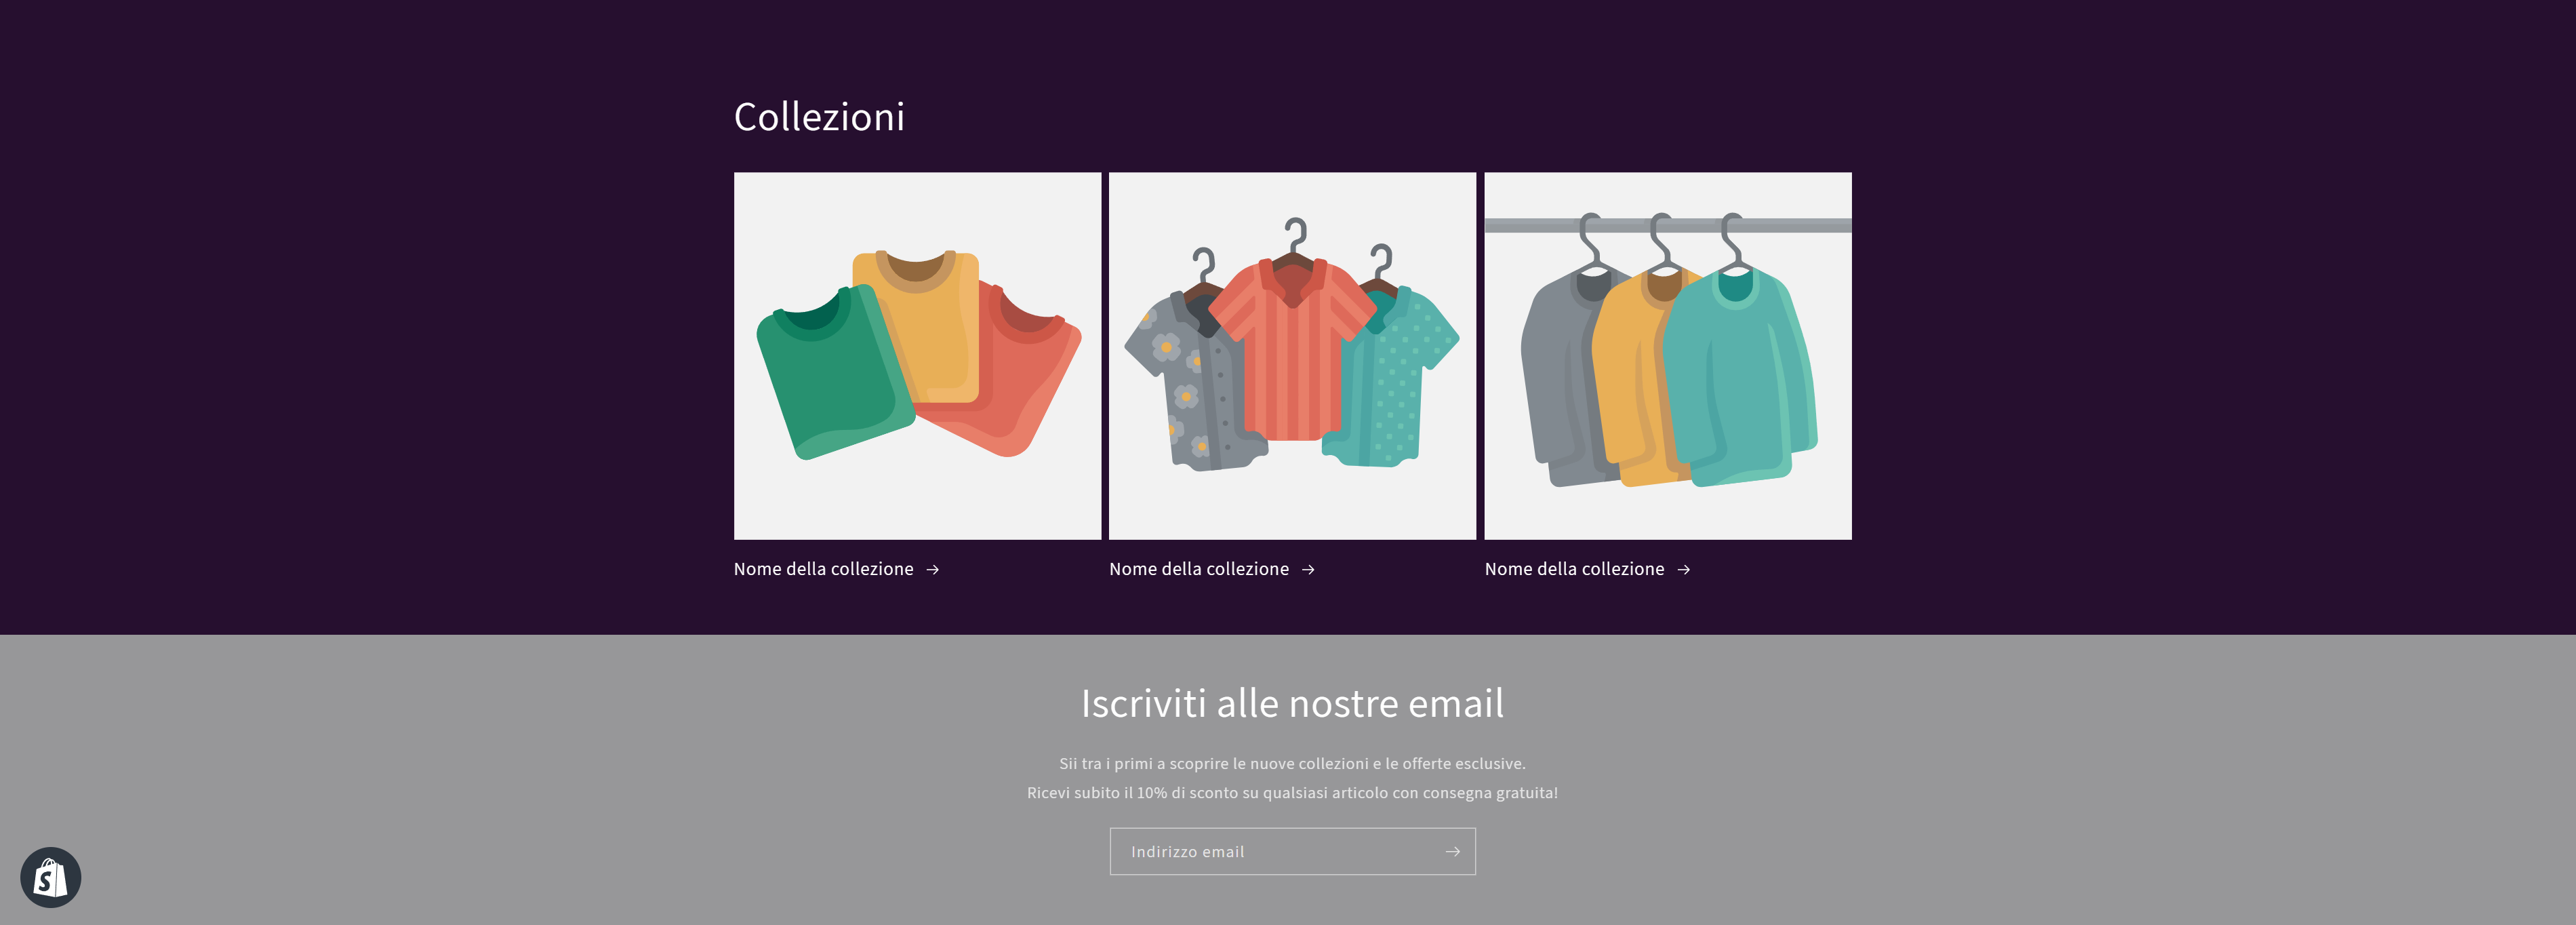 Collezioni
Nome della collezione →
Nome della collezione →
Nome della collezione →
Iscriviti alle nostre email
Sii tra i primi a scoprire le nuove collezioni e le offerte esclusive.
Ricevi subito il 10% di sconto su qualsiasi articolo con consegna gratuita!
Indirizzo email →
S